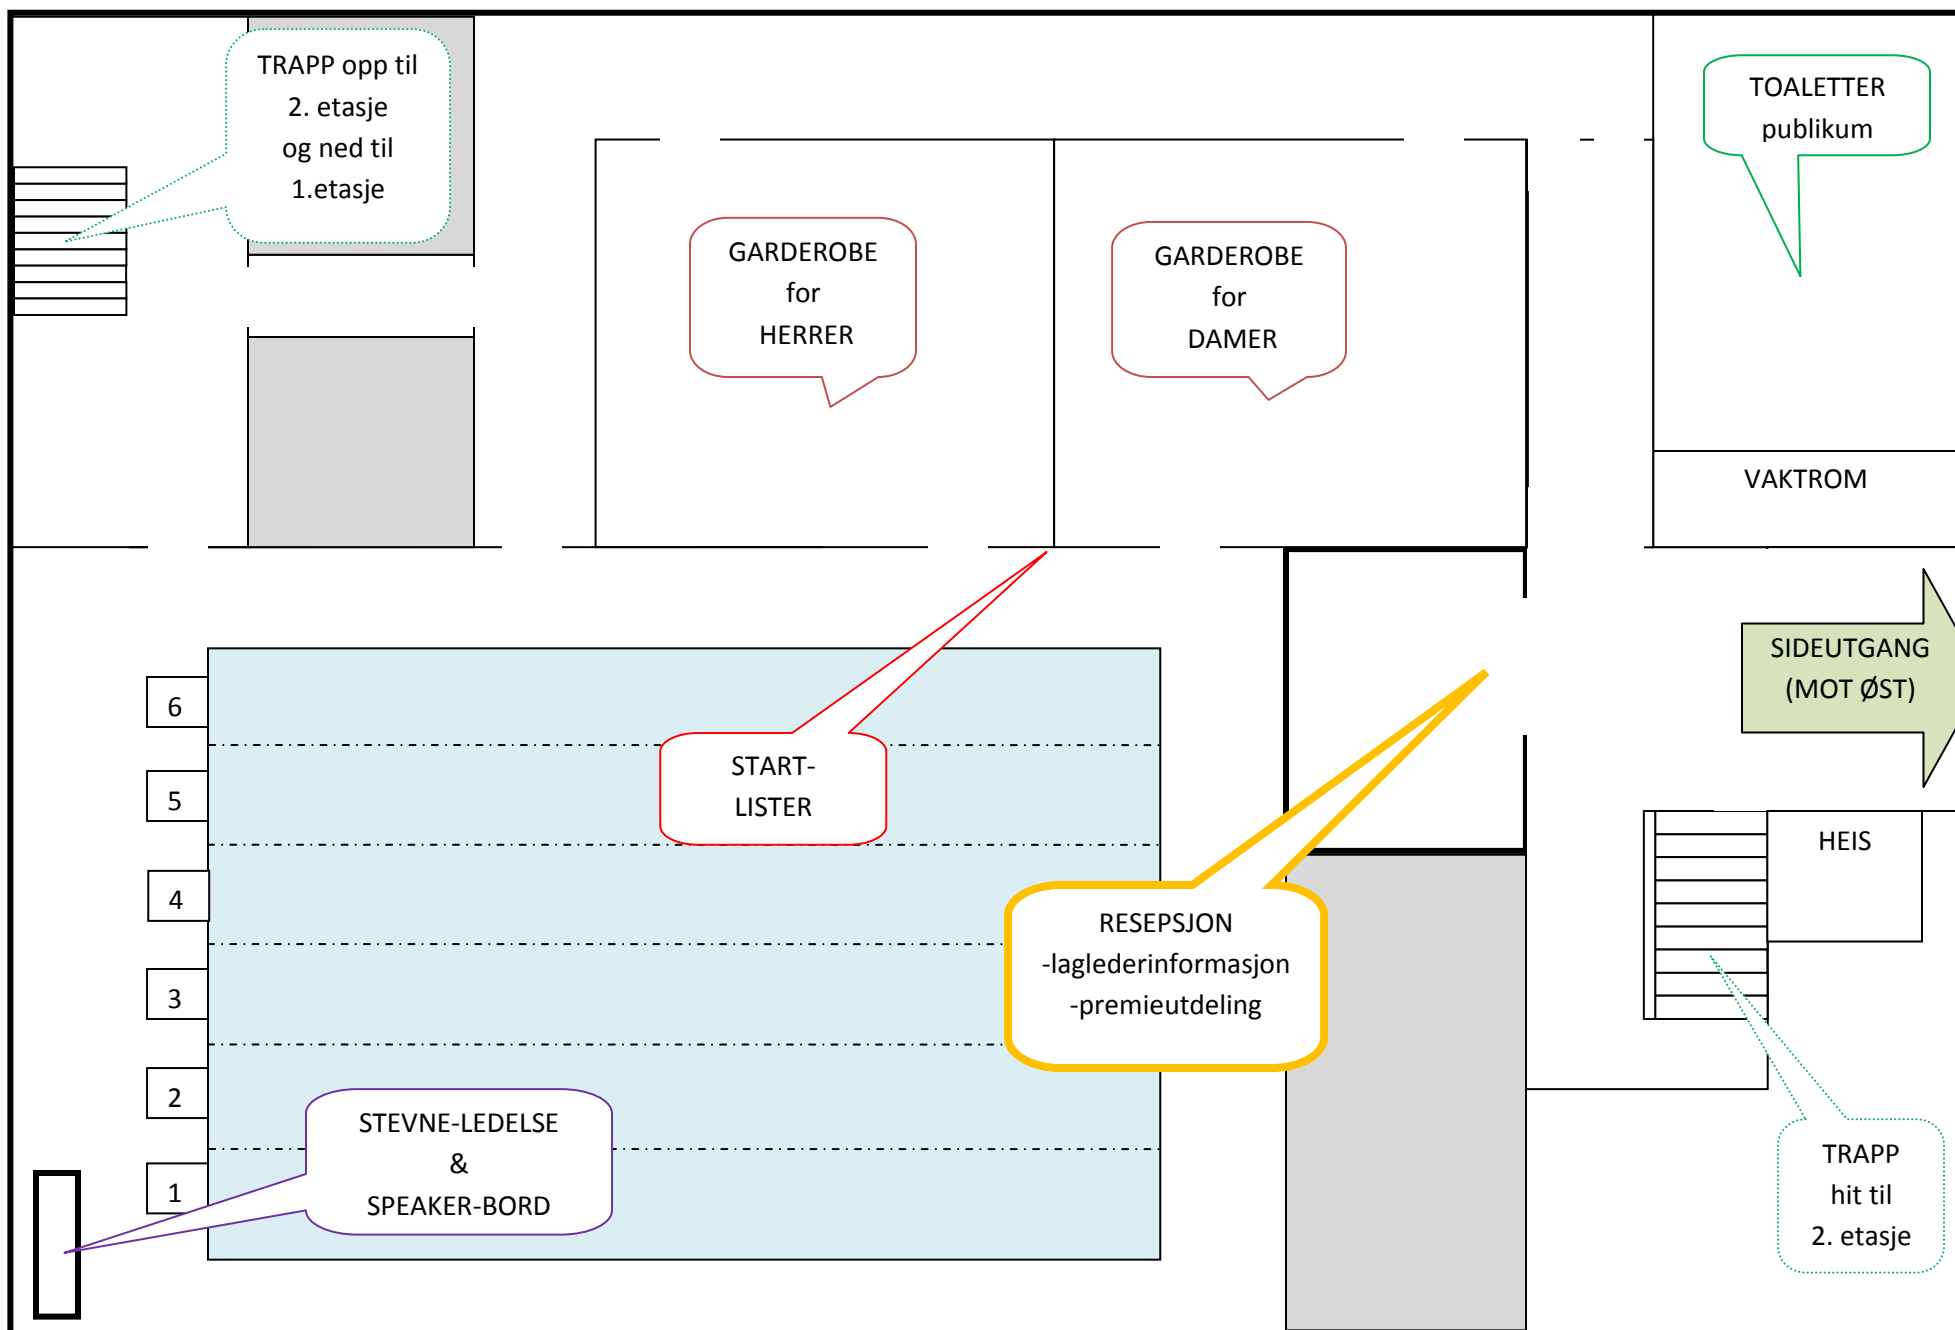 TRAPP opp til
2. etasje
og ned til
1.etasje
TOALETTER
publikum
GARDEROBE
for
HERRER
GARDEROBE
for
DAMER
VAKTROM
SIDEUTGANG
(MOT ØST)
6
5
4
3
2
1
START-
LISTER
HEIS
RESEPSJON
-laglederinformasjon
-premieutdeling
STEVNE-LEDELSE
&
SPEAKER-BORD
TRAPP
hit til
2. etasje